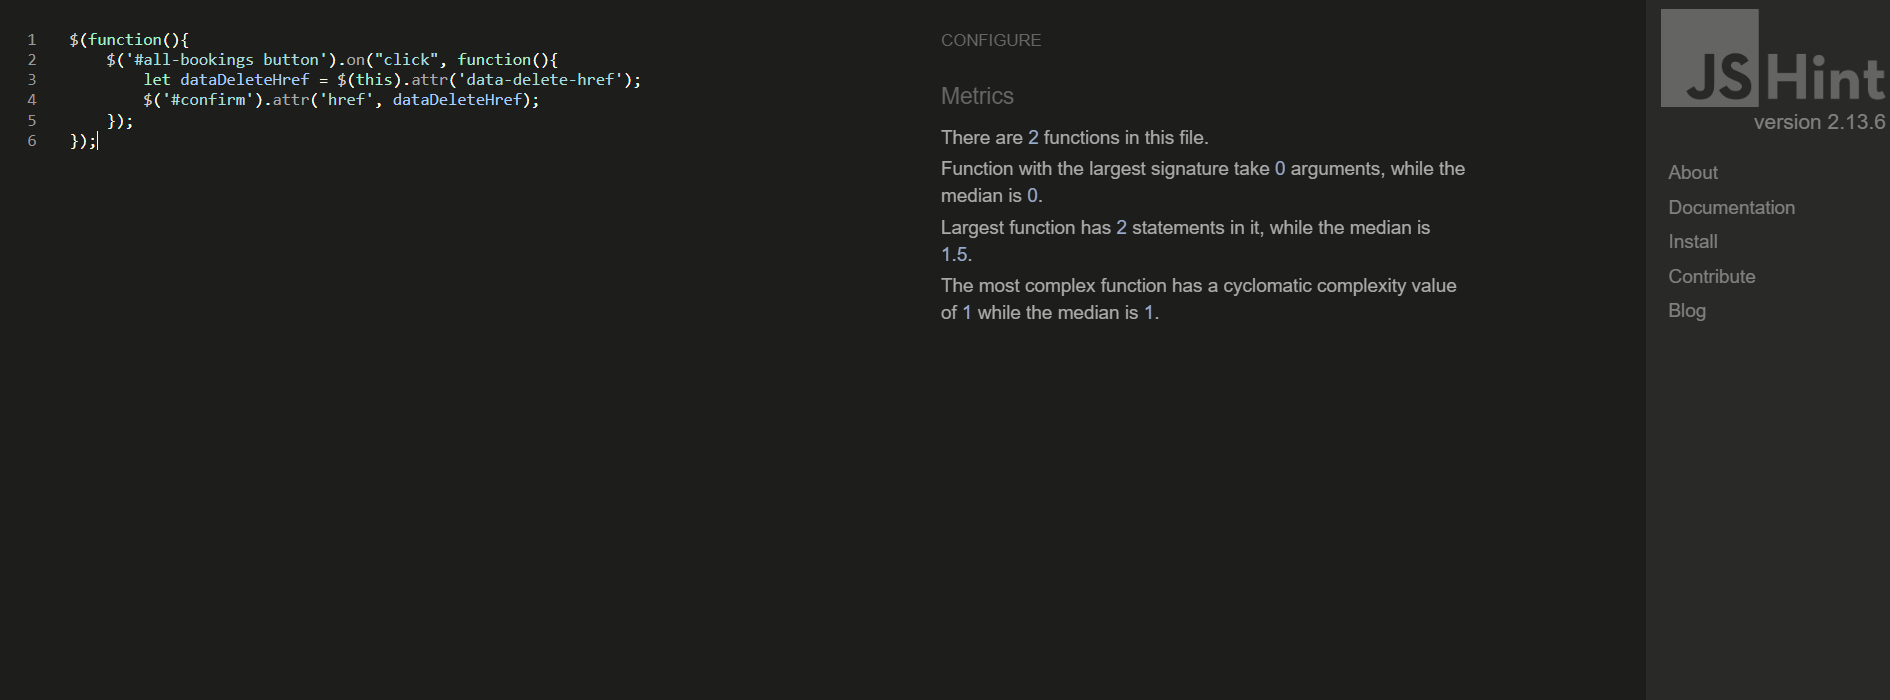 1 $(function(){
2 $('#all-bookings button').on("click", function(){
3 let dataDeleteHref = $(this).attr('data-delete-href');
4 $('#confirm').attr('href', dataDeleteHref);
5 });
6 });
CONFIGURE
Metrics
There are 2 functions in this file.
Function with the largest signature take 0 arguments, while the
median is 0.
Largest function has 2 statements in it, while the median is
1.5.
The most complex function has a cyclomatic complexity value
of 1 while the median is 1.
JSHint
version 2.13.6
About
Documentation
Install
Contribute
Blog